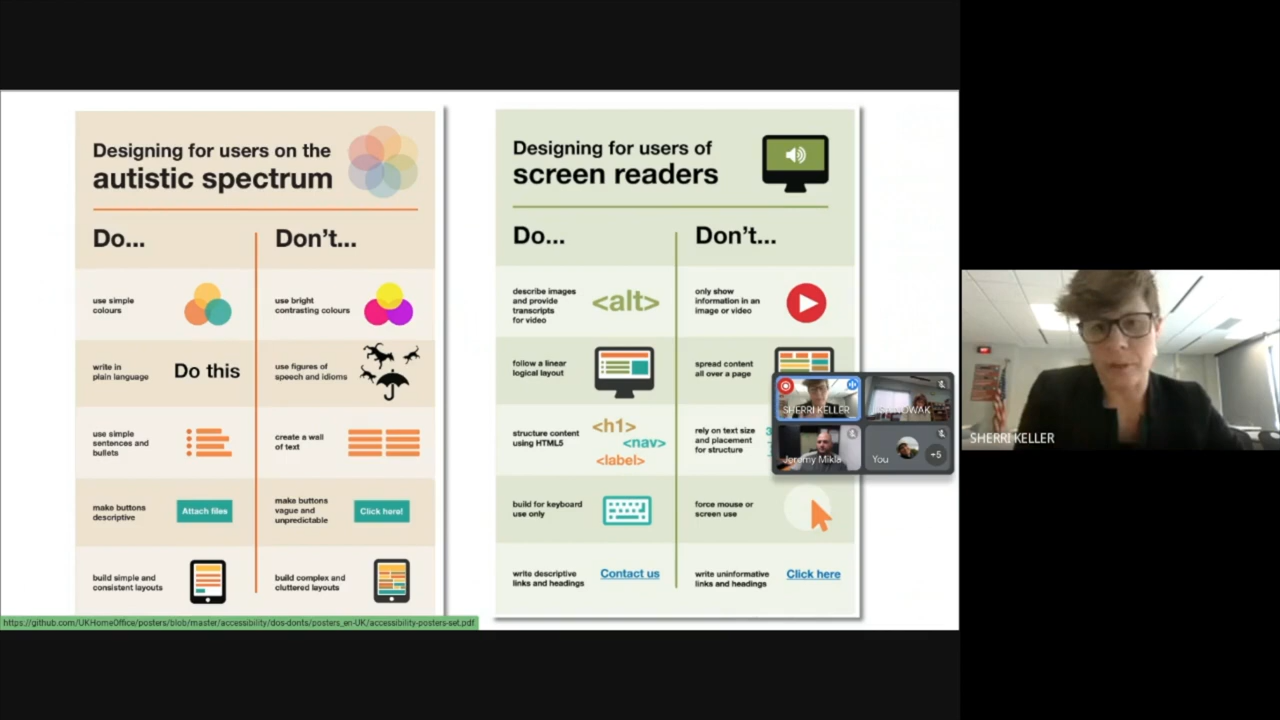 Designing for users on the
autistic spectrum
Do...
Don't...
use simple
colours
use bright
contrasting colours
write in
plain language
Do this
use figures of
speech and idioms
use simple
sentences and
bullets
create a wall
of text
make buttons
descriptive
Attach files
make buttons
vague and
unpredictable
Click here!
build simple and
consistent layouts
build complex and
cluttered layouts
https://github.com/UKHomeOffice/posters/blob/master/accessibility/dos-donts/posters_en-UK/accessibility-posters-set.pdf
Designing for users of
screen readers
Do...
Don't...
describe images
and provide
transcripts
for video
<alt>
only show
information in an
image or video
follow a linear
logical layout
spread content
all over a page
structure content
using HTML5
<h1>
<nav>
<label>
rely on text size
and placement
for structure
build for keyboard
use only
force mouse or
screen use
write descriptive
links and headings
Contact us
write uninformative
links and headings
Click here
SHERRI KELLER
NOWAK
Jeromy Mikla
You
+5
SHERRI KELLER